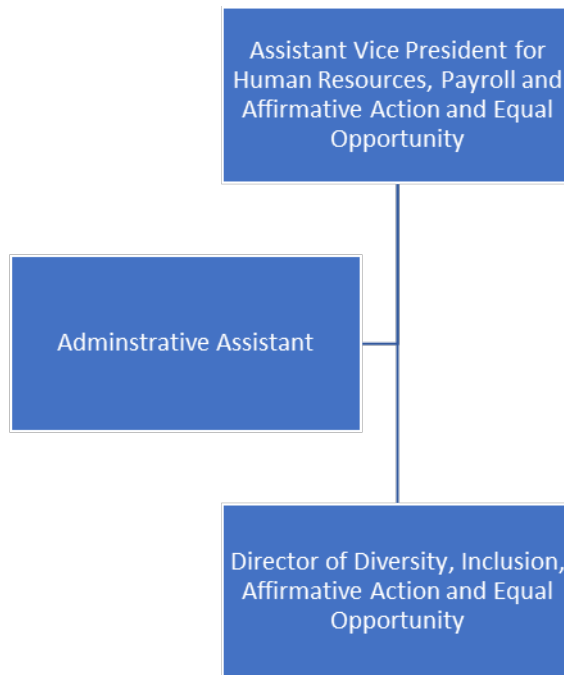 Assistant Vice President for
Human Resources, Payroll and
Affirmative Action and Equal
Opportunity
Adminstrative Assistant
Director of Diversity, Inclusion,
Affirmative Action and Equal
Opportunity